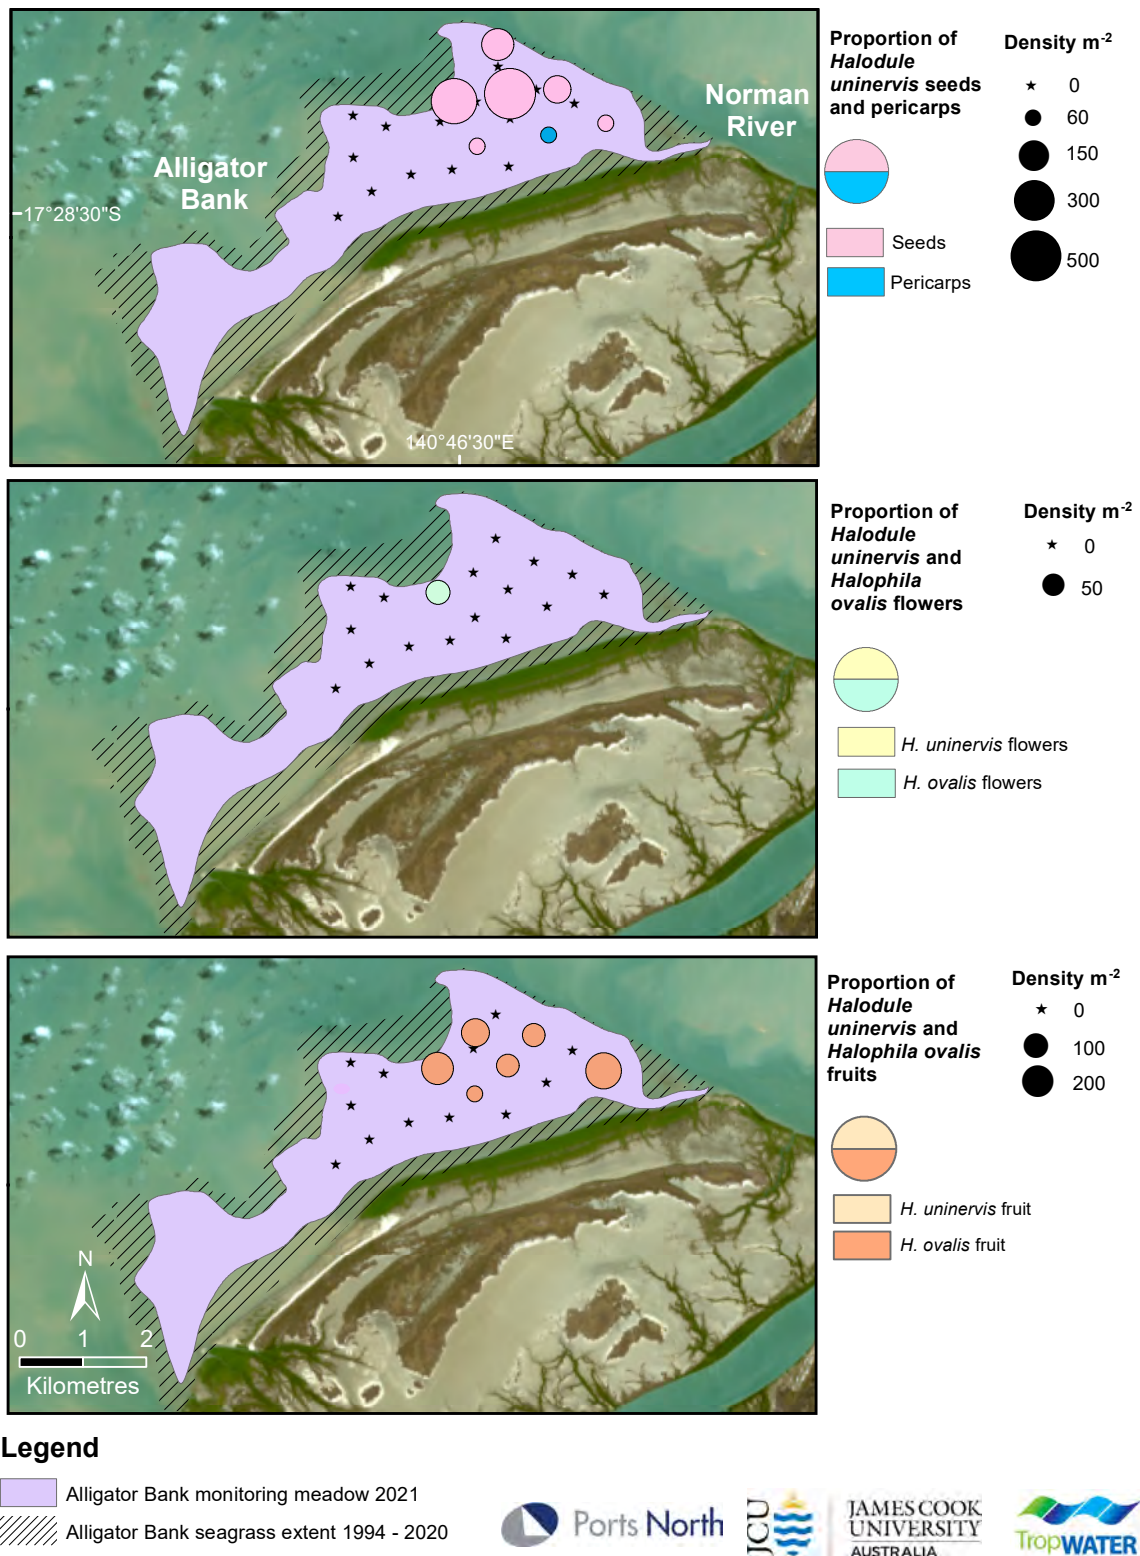 Alligator
Bank
Norman
River
17°28'30"S
140°46'30"E
Proportion of
Halodule
uninervis seeds
and pericarps
Seeds
Pericarps
Density m-2
0
60
150
300
500
Proportion of
Halodule
uninervis and
Halophila
ovalis flowers
H. uninervis flowers
H. ovalis flowers
Density m-2
0
50
Proportion of
Halodule
uninervis and
Halophila ovalis
fruits
H. uninervis fruit
H. ovalis fruit
Density m-2
0
100
200
N
0 1 2
Kilometres
Legend
Alligator Bank monitoring meadow 2021
Alligator Bank seagrass extent 1994 - 2020
Ports North
JCU
JAMES COOK
UNIVERSITY
AUSTRALIA
TropWATER